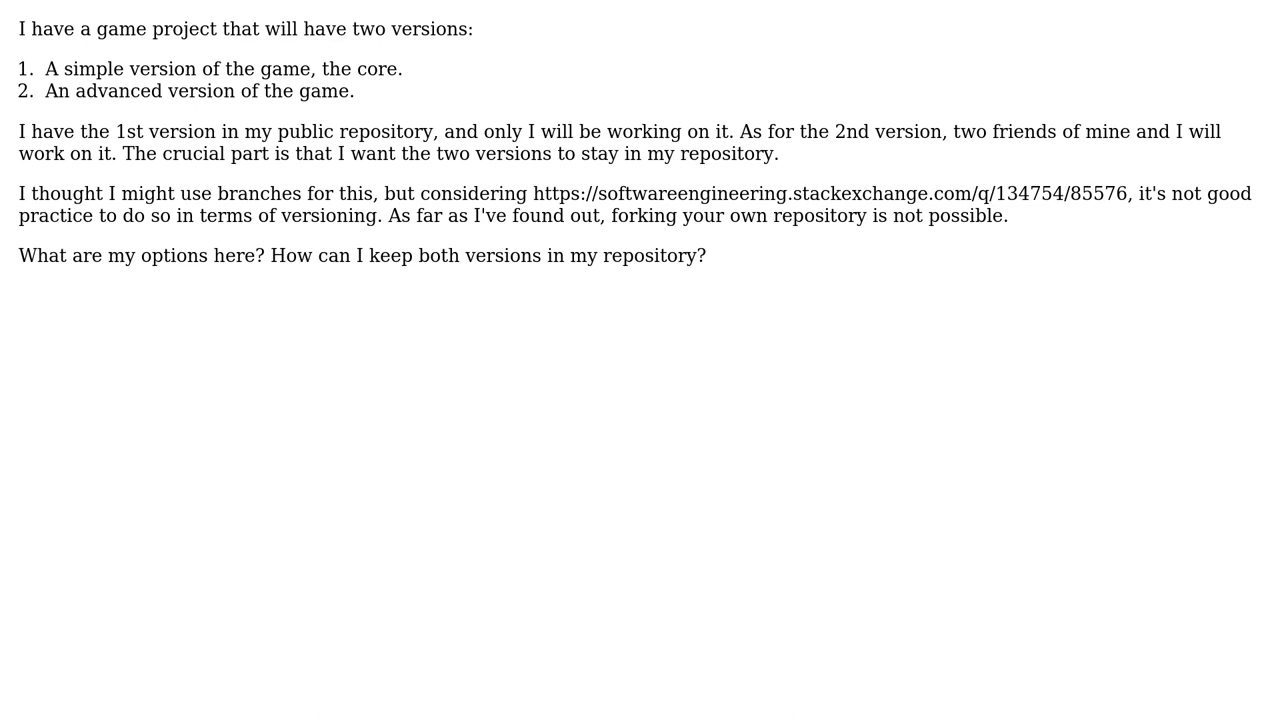 I have a game project that will have two versions:
1. A simple version of the game, the core.
2. An advanced version of the game.
I have the 1st version in my public repository, and only I will be working on it. As for the 2nd version, two friends of mine and I will
work on it. The crucial part is that I want the two versions to stay in my repository.
I thought I might use branches for this, but considering https://softwareengineering.stackexchange.com/q/134754/85576, it's not good
practice to do so in terms of versioning. As far as I've found out, forking your own repository is not possible.
What are my options here? How can I keep both versions in my repository?